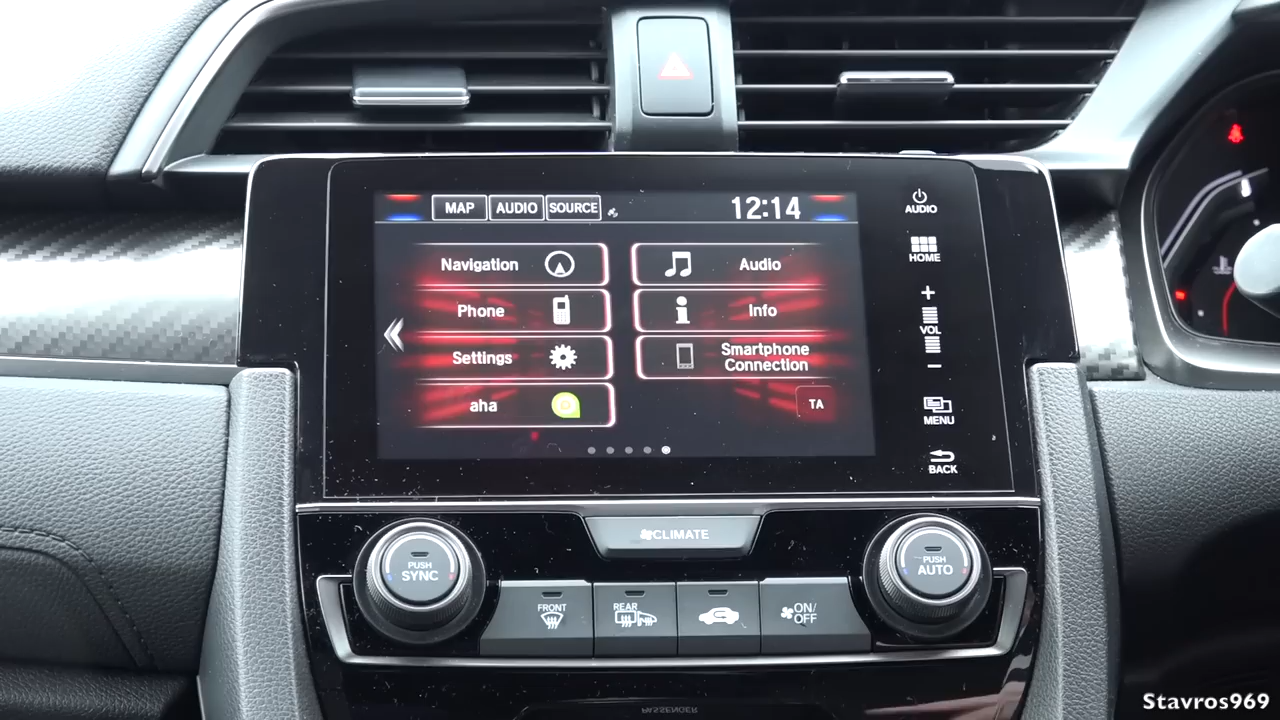 MAP AUDIO SOURCE 12:14
Navigation
Audio
Phone
Info
Settings
Smartphone
Connection
aha
TA
AUDIO
HOME
+
VOL
−
MENU
BACK
CLIMATE
PUSH
SYNC
PUSH
AUTO
FRONT
REAR
ON/
OFF
PASSENGER
Stavros969